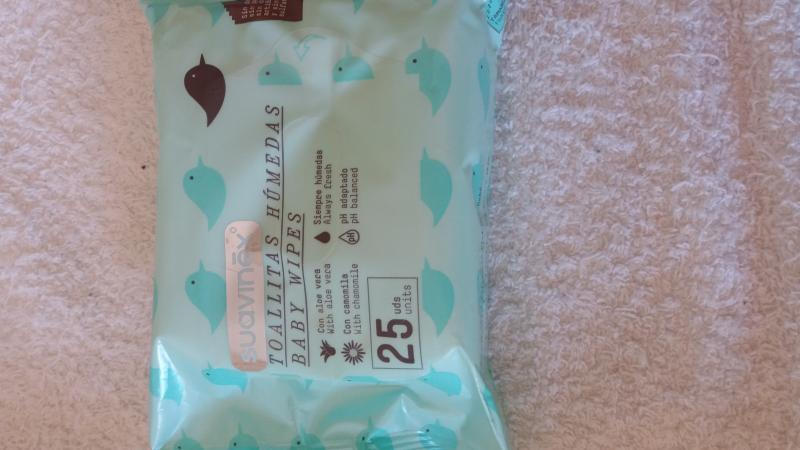 suavinex
TOALLITAS HÚMEDAS
BABY WIPES
Con aloe vera
With aloe vera
Siempre húmedas
Always fresh
Con camomila
With chamomile
pH
pH adaptado
pH balanced
25 uds
units